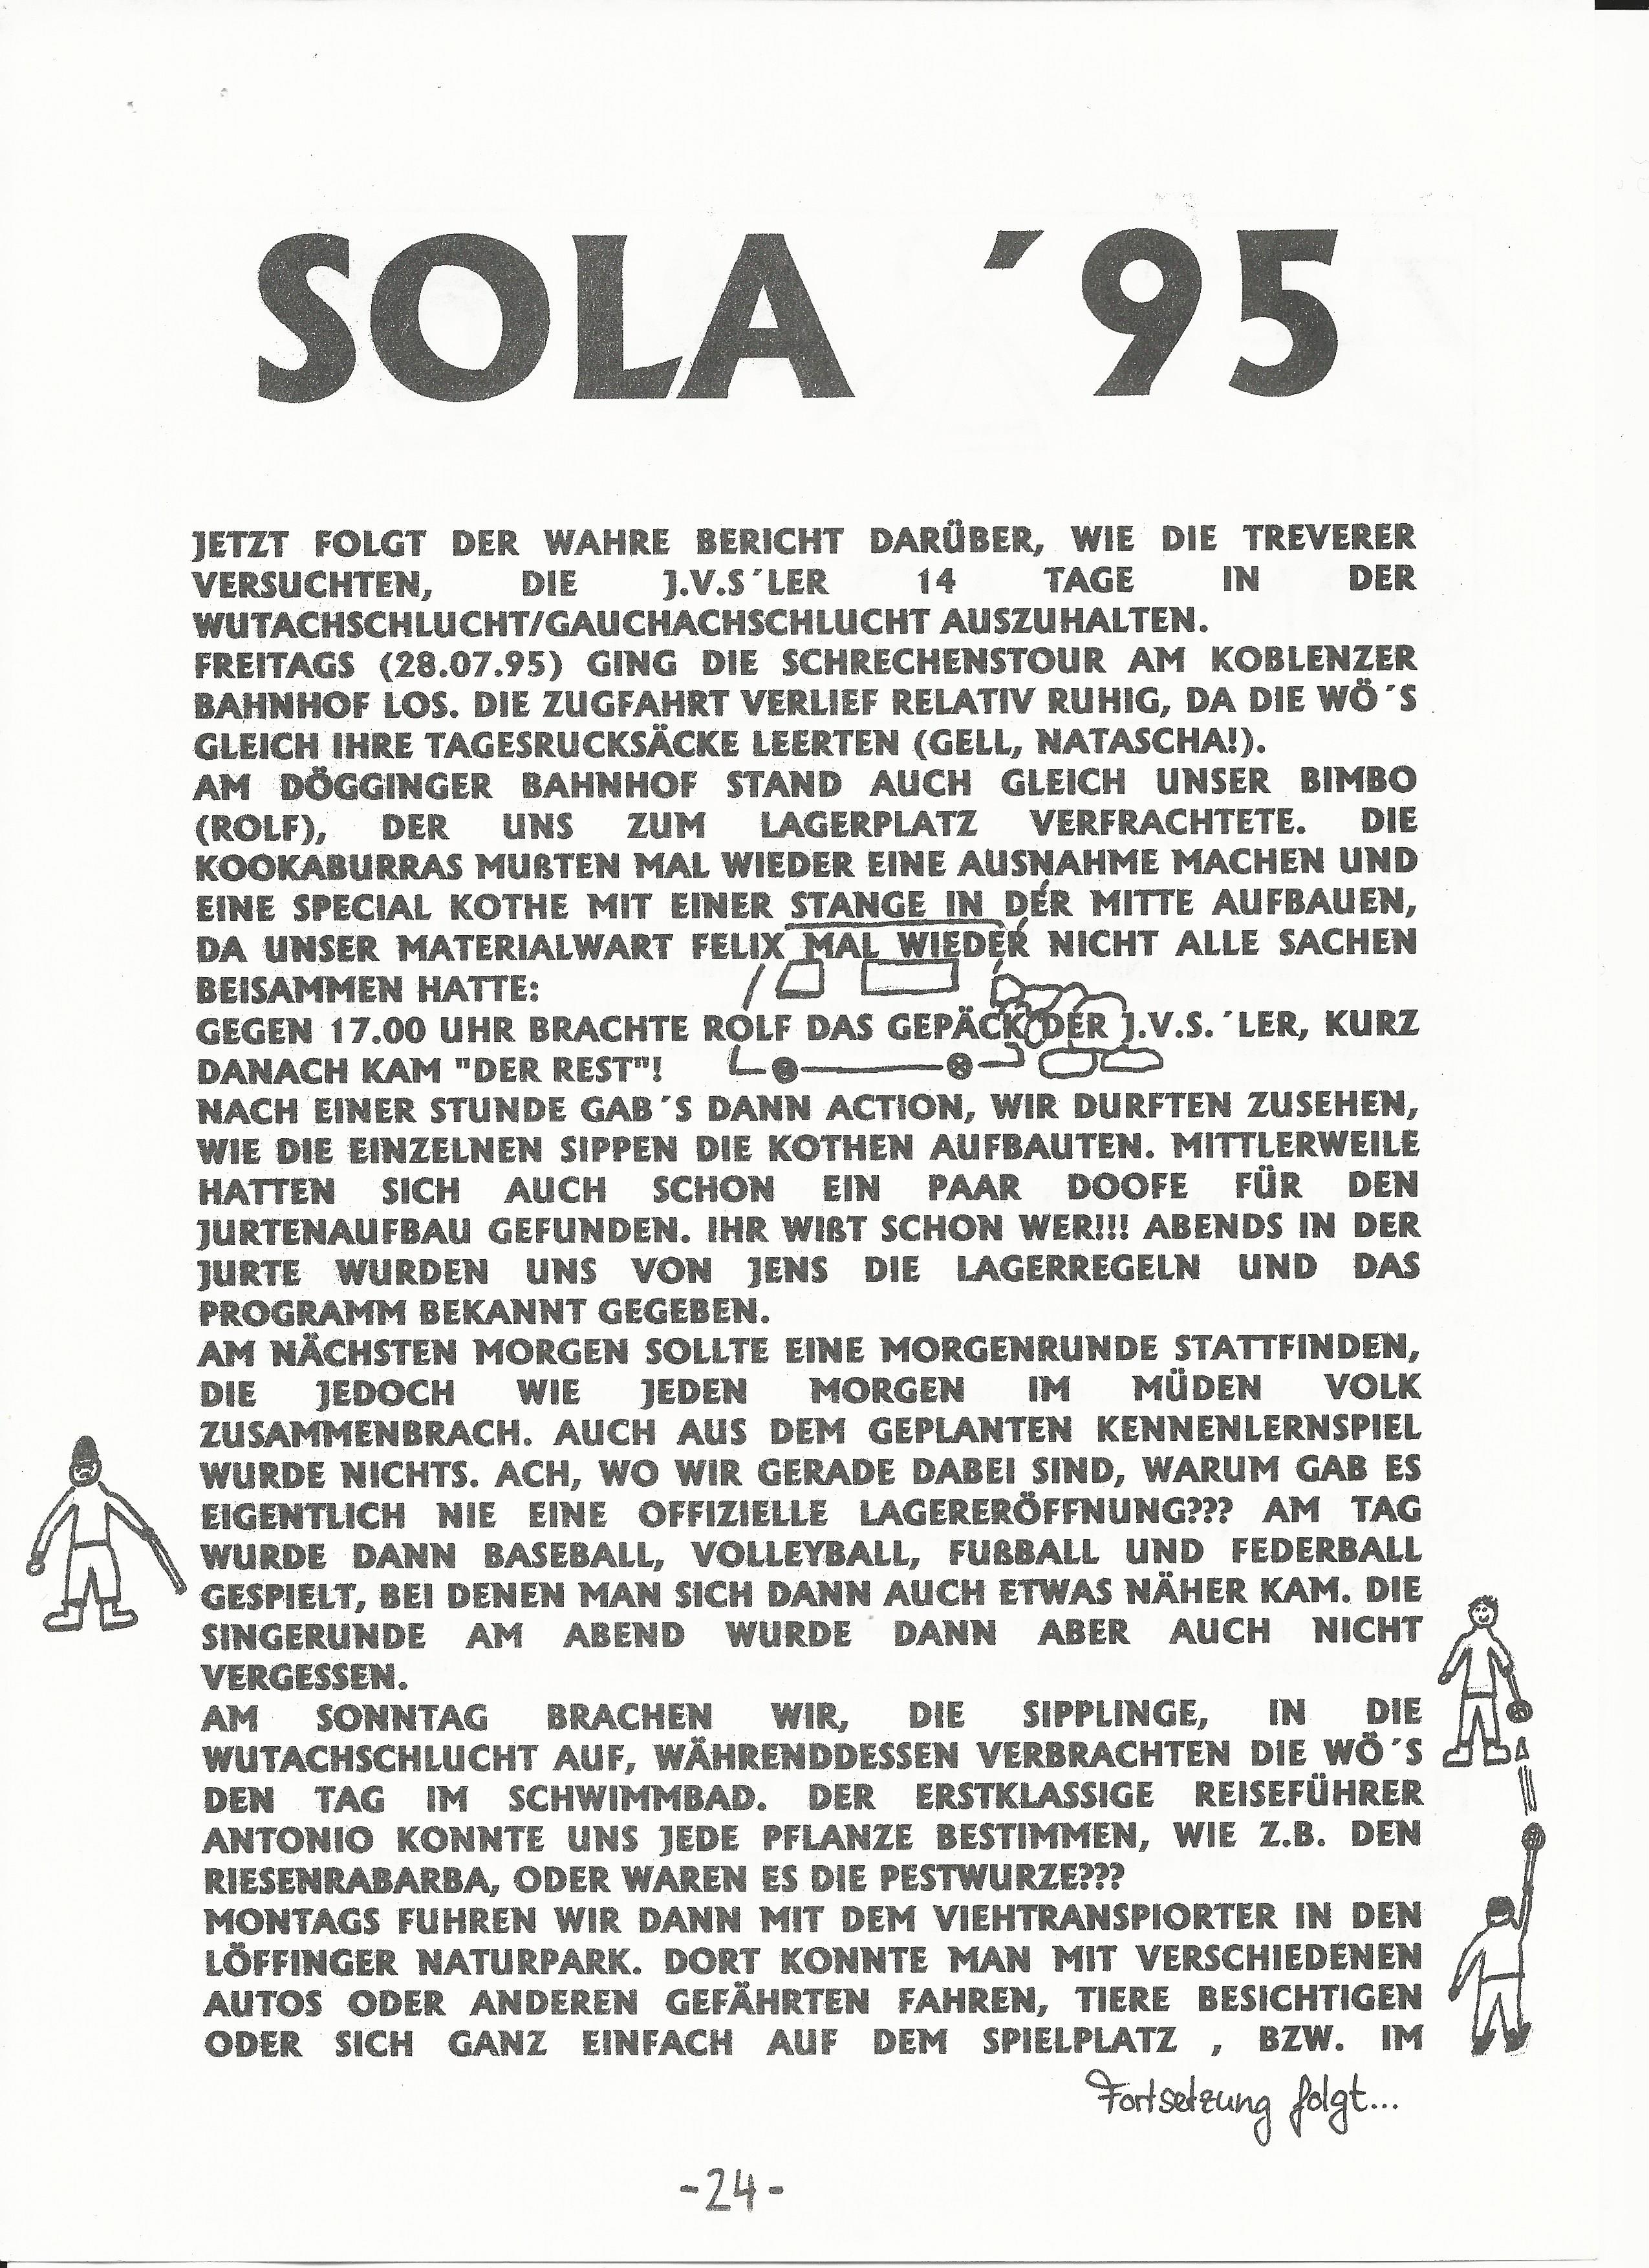 SOLA ´95
JETZT FOLGT DER WAHRE BERICHT DARÜBER, WIE DIE TREVERER
VERSUCHTEN, DIE J.V.S´LER 14 TAGE IN DER
WUTACHSCHLUCHT/GAUCHACHSCHLUCHT AUSZUHALTEN.
FREITAGS (28.07.95) GING DIE SCHRECHENSTOUR AM KOBLENZER
BAHNHOF LOS. DIE ZUGFAHRT VERLIEF RELATIV RUHIG, DA DIE WÖ´S
GLEICH IHRE TAGESRUCKSÄCKE LEERTEN (GELL, NATASCHA!).
AM DÖGGINGER BAHNHOF STAND AUCH GLEICH UNSER BIMBO
(ROLF), DER UNS ZUM LAGERPLATZ VERFRACHTETE. DIE
KOOKABURRAS MUßTEN MAL WIEDER EINE AUSNAHME MACHEN UND
EINE SPECIAL KOTHE MIT EINER STANGE IN DER MITTE AUFBAUEN,
DA UNSER MATERIALWART FELIX MAL WIEDER NICHT ALLE SACHEN
BEISAMMEN HATTE:
GEGEN 17.00 UHR BRACHTE ROLF DAS GEPÄCK DER J.V.S.´LER, KURZ
DANACH KAM "DER REST"!
NACH EINER STUNDE GAB´S DANN ACTION, WIR DURFTEN ZUSEHEN,
WIE DIE EINZELNEN SIPPEN DIE KOTHEN AUFBAUTEN. MITTLERWEILE
HATTEN SICH AUCH SCHON EIN PAAR DOOFE FÜR DEN
JURTENAUFBAU GEFUNDEN. IHR WIßT SCHON WER!!! ABENDS IN DER
JURTE WURDEN UNS VON JENS DIE LAGERREGELN UND DAS
PROGRAMM BEKANNT GEGEBEN.
AM NÄCHSTEN MORGEN SOLLTE EINE MORGENRUNDE STATTFINDEN,
DIE JEDOCH WIE JEDEN MORGEN IM MÜDEN VOLK
ZUSAMMENBRACH. AUCH AUS DEM GEPLANTEN KENNENLERNSPIEL
WURDE NICHTS. ACH, WO WIR GERADE DABEI SIND, WARUM GAB ES
EIGENTLICH NIE EINE OFFIZIELLE LAGERERÖFFNUNG??? AM TAG
WURDE DANN BASEBALL, VOLLEYBALL, FUßBALL UND FEDERBALL
GESPIELT, BEI DENEN MAN SICH DANN AUCH ETWAS NÄHER KAM. DIE
SINGERUNDE AM ABEND WURDE DANN ABER AUCH NICHT
VERGESSEN.
AM SONNTAG BRACHEN WIR, DIE SIPPLINGE, IN DIE
WUTACHSCHLUCHT AUF, WÄHRENDDESSEN VERBRACHTEN DIE WÖ´S
DEN TAG IM SCHWIMMBAD. DER ERSTKLASSIGE REISEFÜHRER
ANTONIO KONNTE UNS JEDE PFLANZE BESTIMMEN, WIE Z.B. DEN
RIESENRABARBA, ODER WAREN ES DIE PESTWURZE???
MONTAGS FUHREN WIR DANN MIT DEM VIEHTRANSPIORTER IN DEN
LÖFFINGER NATURPARK. DORT KONNTE MAN MIT VERSCHIEDENEN
AUTOS ODER ANDEREN GEFÄHRTEN FAHREN, TIERE BESICHTIGEN
ODER SICH GANZ EINFACH AUF DEM SPIELPLATZ , BZW. IM
Fortsetzung folgt...
-24-